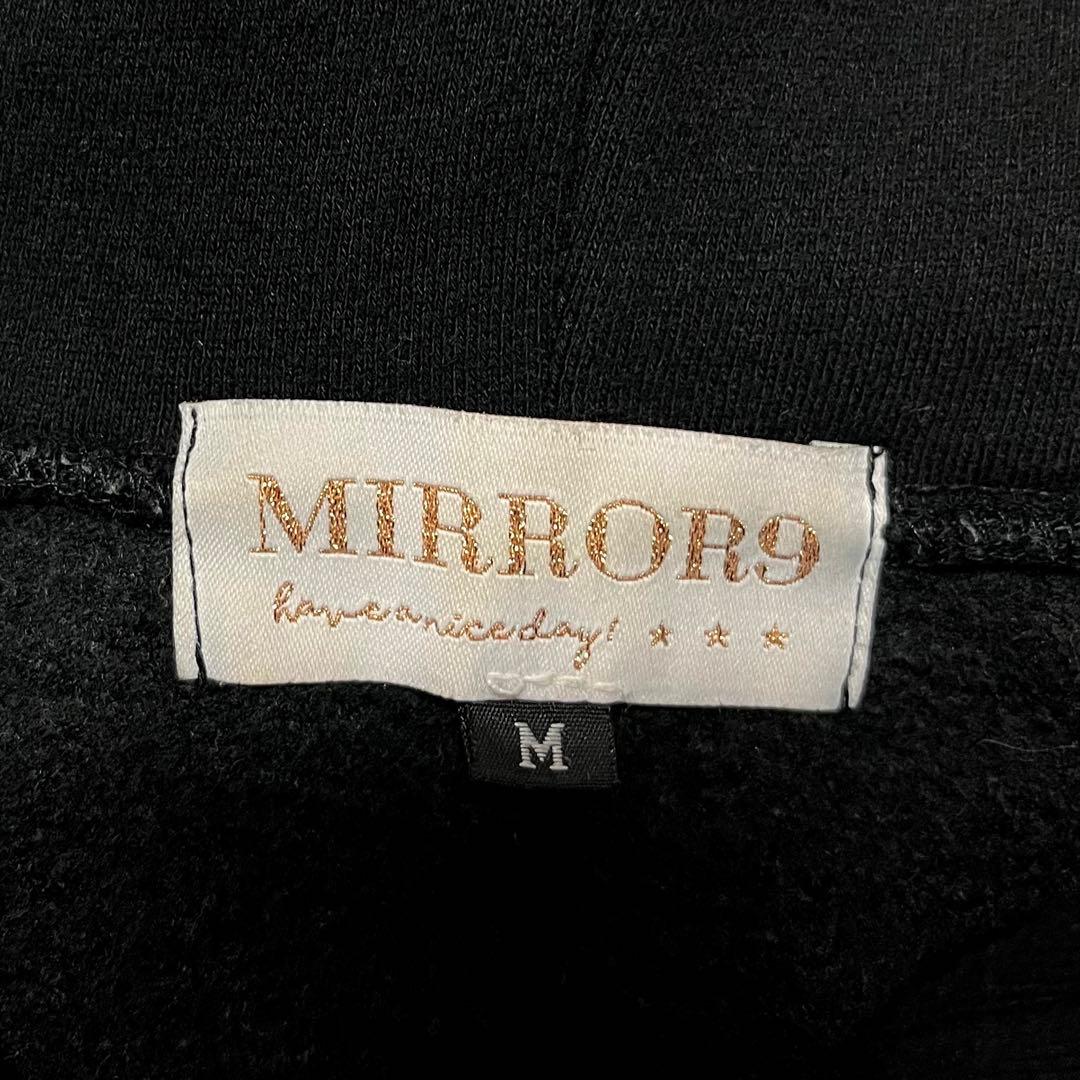 MIRROR9
have a nice day! ★ ★ ★
M